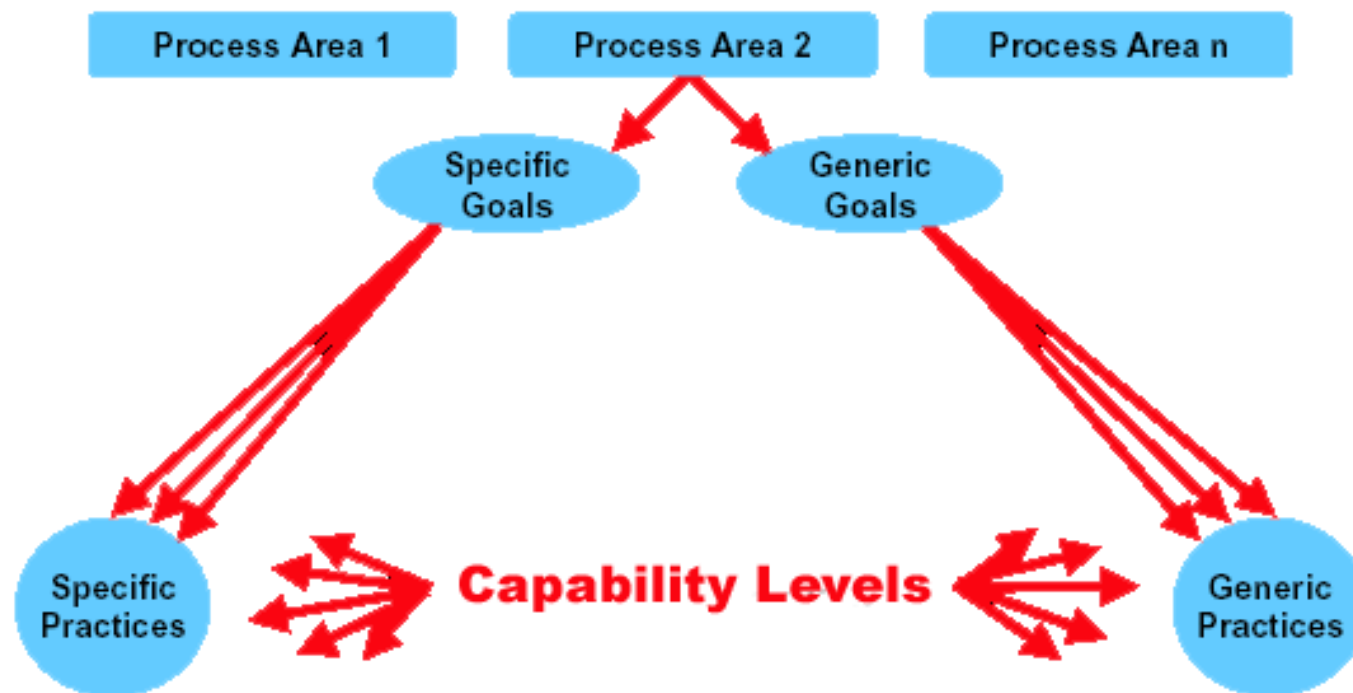 Process Area 1
Process Area 2
Process Area n
Specific
Goals
Generic
Goals
Capability Levels
Specific
Practices
Generic
Practices